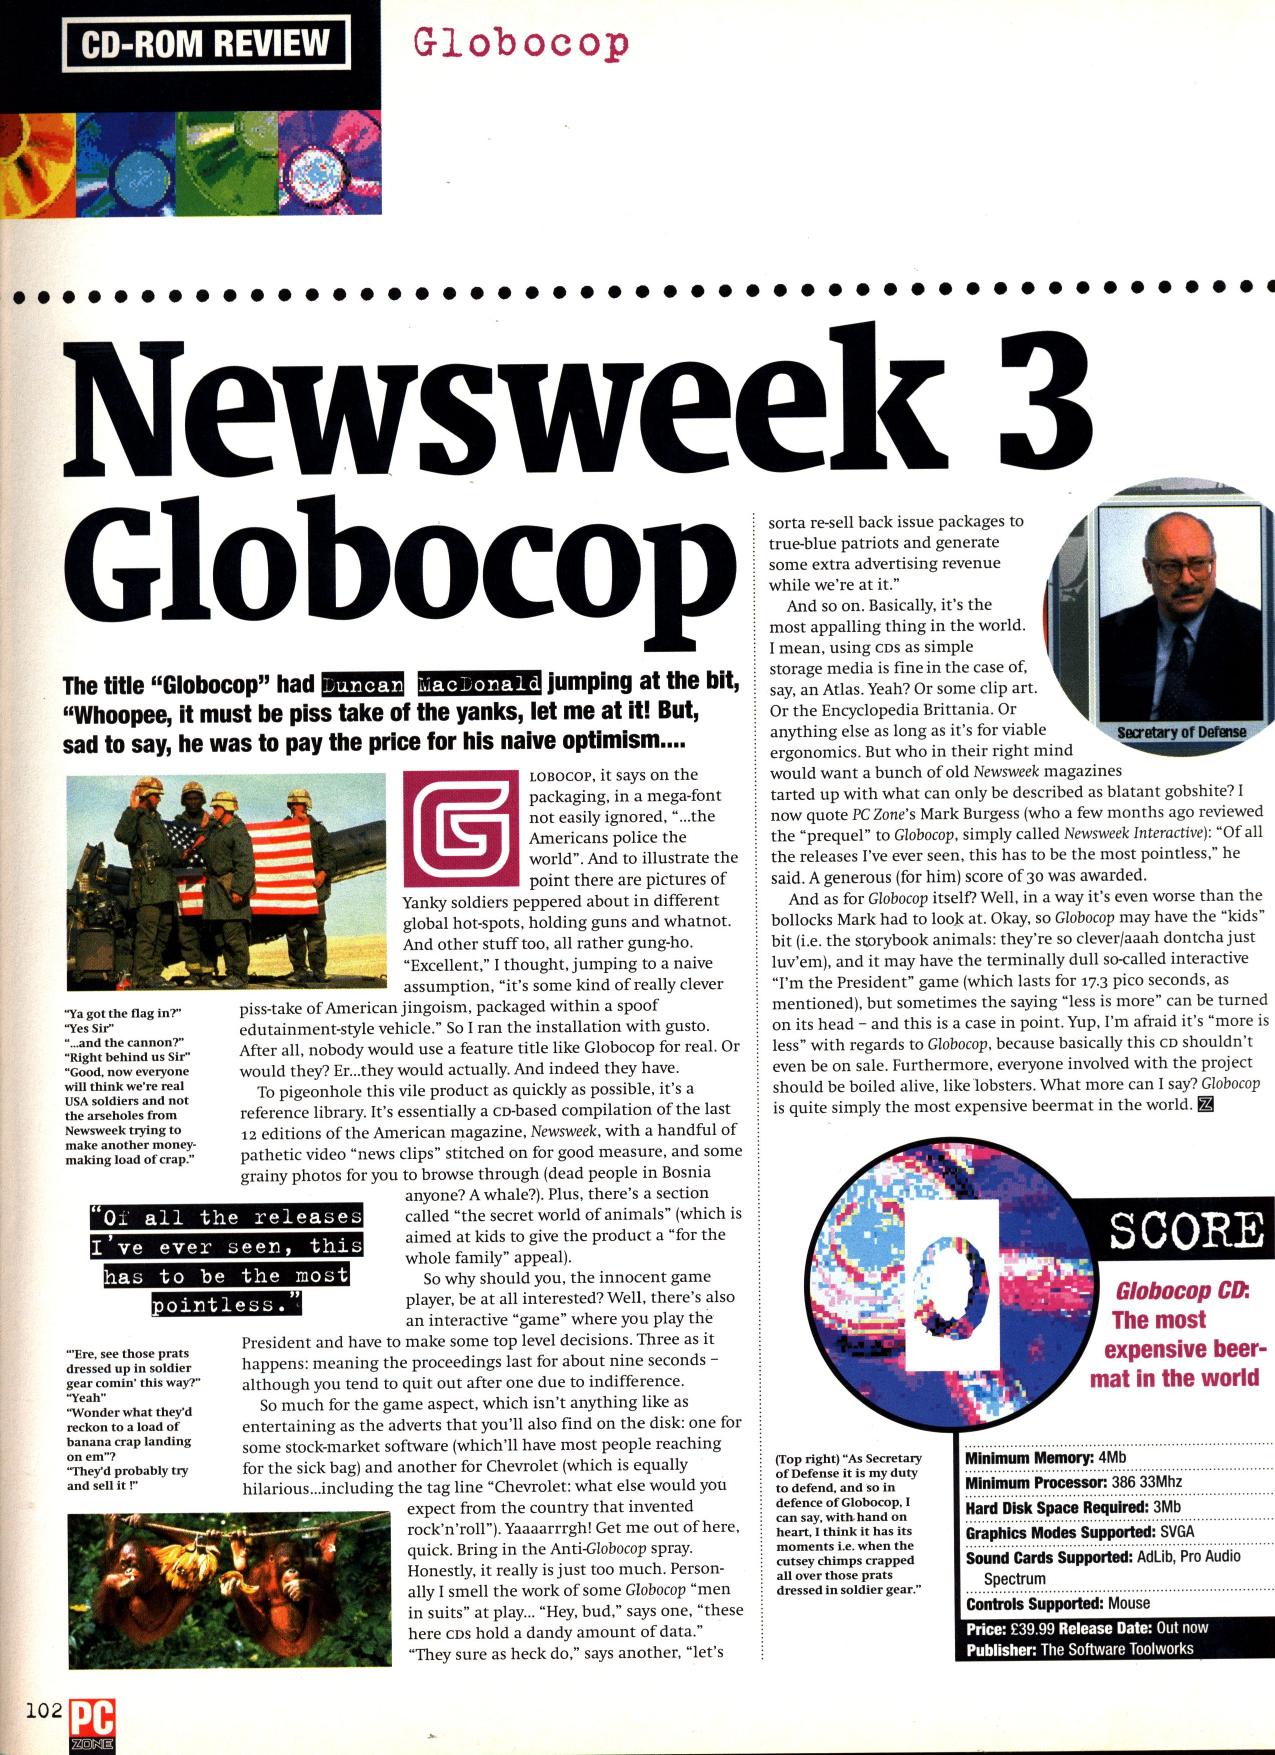 CD-ROM REVIEW
Globocop
Newsweek 3
Globocop
The title “Globocop” had Duncan MacDonald jumping at the bit,
“Whoopee, it must be piss take of the yanks, let me at it! But,
sad to say, he was to pay the price for his naive optimism....
“Ya got the flag in?”
“Yes Sir”
“...and the cannon?”
“Right behind us Sir”
“Good, now everyone
will think we're real
USA soldiers and not
the arseholes from
Newsweek trying to
make another money-
making load of crap.”
GLOBOCOP, it says on the
packaging, in a mega-font
not easily ignored, “...the
Americans police the
world”. And to illustrate the
point there are pictures of
Yanky soldiers peppered about in different
global hot-spots, holding guns and whatnot.
And other stuff too, all rather gung-ho.
“Excellent,” I thought, jumping to a naive
assumption, “it's some kind of really clever
piss-take of American jingoism, packaged within a spoof
edutainment-style vehicle.” So I ran the installation with gusto.
After all, nobody would use a feature title like Globocop for real. Or
would they? Er...they would actually. And indeed they have.
To pigeonhole this vile product as quickly as possible, it's a
reference library. It's essentially a CD-based compilation of the last
12 editions of the American magazine, Newsweek, with a handful of
pathetic video “news clips” stitched on for good measure, and some
grainy photos for you to browse through (dead people in Bosnia
anyone? A whale?). Plus, there's a section
called “the secret world of animals” (which is
aimed at kids to give the product a “for the
whole family” appeal).
So why should you, the innocent game
player, be at all interested? Well, there's also
an interactive “game” where you play the
President and have to make some top level decisions. Three as it
happens: meaning the proceedings last for about nine seconds –
although you tend to quit out after one due to indifference.
So much for the game aspect, which isn't anything like as
entertaining as the adverts that you'll also find on the disk: one for
some stock-market software (which'll have most people reaching
for the sick bag) and another for Chevrolet (which is equally
hilarious...including the tag line “Chevrolet: what else would you
expect from the country that invented
rock'n'roll”). Yaaaarrrgh! Get me out of here,
quick. Bring in the Anti-Globocop spray.
Honestly, it really is just too much. Person-
ally I smell the work of some Globocop “men
in suits” at play... “Hey, bud,” says one, “these
here CDs hold a dandy amount of data.”
“They sure as heck do,” says another, “let's
“Of all the releases
I've ever seen, this
has to be the most
pointless.”
“'Ere, see those prats
dressed up in soldier
gear comin' this way?”
“Yeah”
“Wonder what they'd
reckon to a load of
banana crap landing
on em”?
“They'd probably try
and sell it !”
sorta re-sell back issue packages to
true-blue patriots and generate
some extra advertising revenue
while we're at it.”
And so on. Basically, it's the
most appalling thing in the world.
I mean, using CDs as simple
storage media is fine in the case of,
say, an Atlas. Yeah? Or some clip art.
Or the Encyclopedia Brittania. Or
anything else as long as it's for viable
ergonomics. But who in their right mind
would want a bunch of old Newsweek magazines
tarted up with what can only be described as blatant gobshite? I
now quote PC Zone's Mark Burgess (who a few months ago reviewed
the “prequel” to Globocop, simply called Newsweek Interactive): “Of all
the releases I've ever seen, this has to be the most pointless,” he
said. A generous (for him) score of 30 was awarded.
And as for Globocop itself? Well, in a way it's even worse than the
bollocks Mark had to look at. Okay, so Globocop may have the “kids”
bit (i.e. the storybook animals: they're so clever/aaah dontcha just
luv'em), and it may have the terminally dull so-called interactive
“I'm the President” game (which lasts for 17.3 pico seconds, as
mentioned), but sometimes the saying “less is more” can be turned
on its head – and this is a case in point. Yup, I'm afraid it's “more is
less” with regards to Globocop, because basically this CD shouldn't
even be on sale. Furthermore, everyone involved with the project
should be boiled alive, like lobsters. What more can I say? Globocop
is quite simply the most expensive beermat in the world. Z
Secretary of Defense
0
SCORE
Globocop CD:
The most
expensive beer-
mat in the world
(Top right) “As Secretary
of Defense it is my duty
to defend, and so in
defence of Globocop, I
can say, with hand on
heart, I think it has its
moments i.e. when the
cutsey chimps crapped
all over those prats
dressed in soldier gear.”
Minimum Memory: 4Mb
Minimum Processor: 386 33Mhz
Hard Disk Space Required: 3Mb
Graphics Modes Supported: SVGA
Sound Cards Supported: AdLib, Pro Audio
Spectrum
Controls Supported: Mouse
Price: £39.99 Release Date: Out now
Publisher: The Software Toolworks
102
PC
ZONE